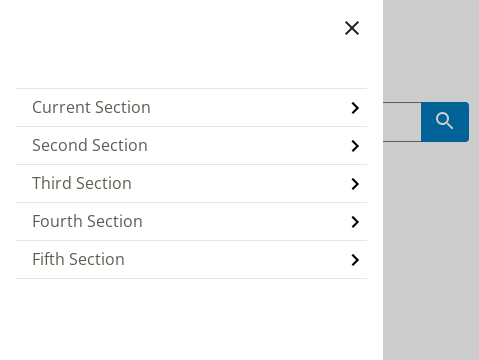 Current Section
Second Section
Third Section
Fourth Section
Fifth Section